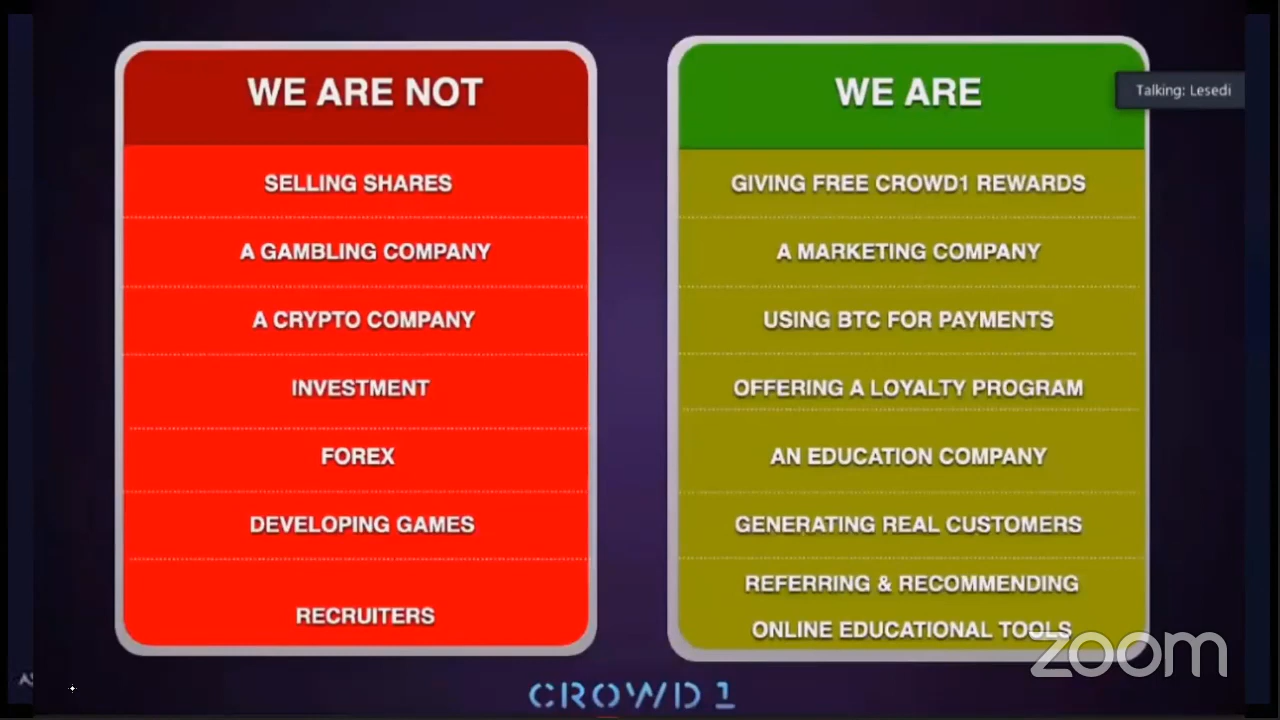 WE ARE NOT
SELLING SHARES
A GAMBLING COMPANY
A CRYPTO COMPANY
INVESTMENT
FOREX
DEVELOPING GAMES
RECRUITERS
WE ARE
GIVING FREE CROWD1 REWARDS
A MARKETING COMPANY
USING BTC FOR PAYMENTS
OFFERING A LOYALTY PROGRAM
AN EDUCATION COMPANY
GENERATING REAL CUSTOMERS
REFERRING & RECOMMENDING
ONLINE EDUCATIONAL TOOLS
Talking: Lesedi
zoom
CROWD 1